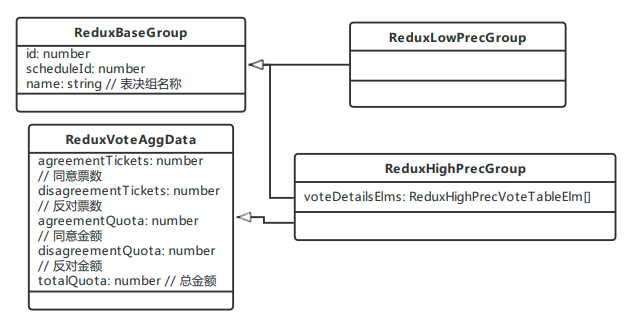 ReduxBaseGroup
id: number
scheduleId: number
name: string // 表决组名称
ReduxLowPrecGroup
ReduxVoteAggData
agreementTickets: number
// 同意票数
disagreementTickets: number
// 反对票数
agreementQuota: number
// 同意金额
disagreementQuota: number
// 反对金额
totalQuota: number // 总金额
ReduxHighPrecGroup
voteDetailsElms: ReduxHighPrecVoteTableElm[]